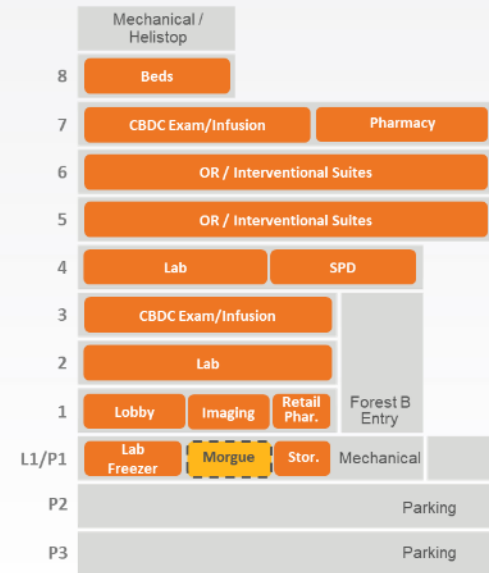 Mechanical /
Helistop
8 Beds
7 CBDC Exam/Infusion Pharmacy
6 OR / Interventional Suites
5 OR / Interventional Suites
4 Lab SPD
3 CBDC Exam/Infusion
2 Lab
1 Lobby Imaging Retail
Phar.
Forest B
Entry
L1/P1 Lab
Freezer
Morgue Stor. Mechanical
P2 Parking
P3 Parking